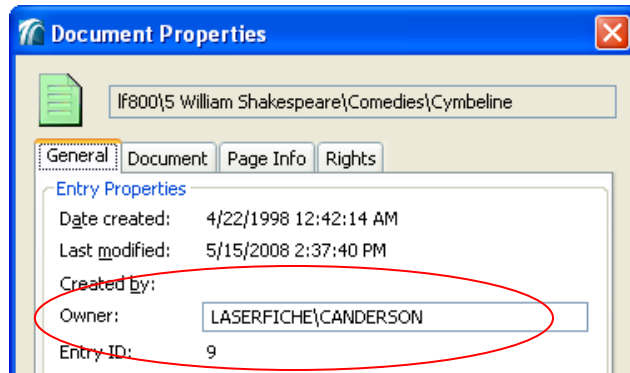 Document Properties
lf800\5 William Shakespeare\Comedies\Cymbeline
General Document Page Info Rights
Entry Properties
Date created: 4/22/1998 12:42:14 AM
Last modified: 5/15/2008 2:37:40 PM
Created by:
Owner: LASERFICHE\CANDERSON
Entry ID: 9